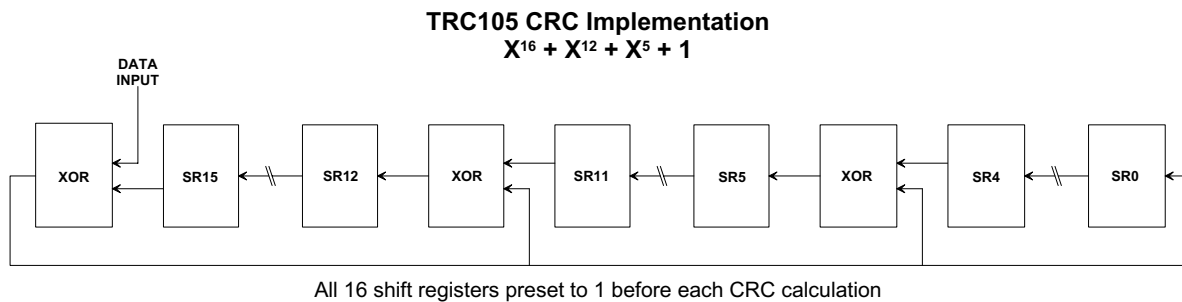 TRC105 CRC Implementation
X¹⁶ + X¹² + X⁵ + 1
DATA
INPUT
XOR
SR15
SR12
XOR
SR11
SR5
XOR
SR4
SR0
All 16 shift registers preset to 1 before each CRC calculation